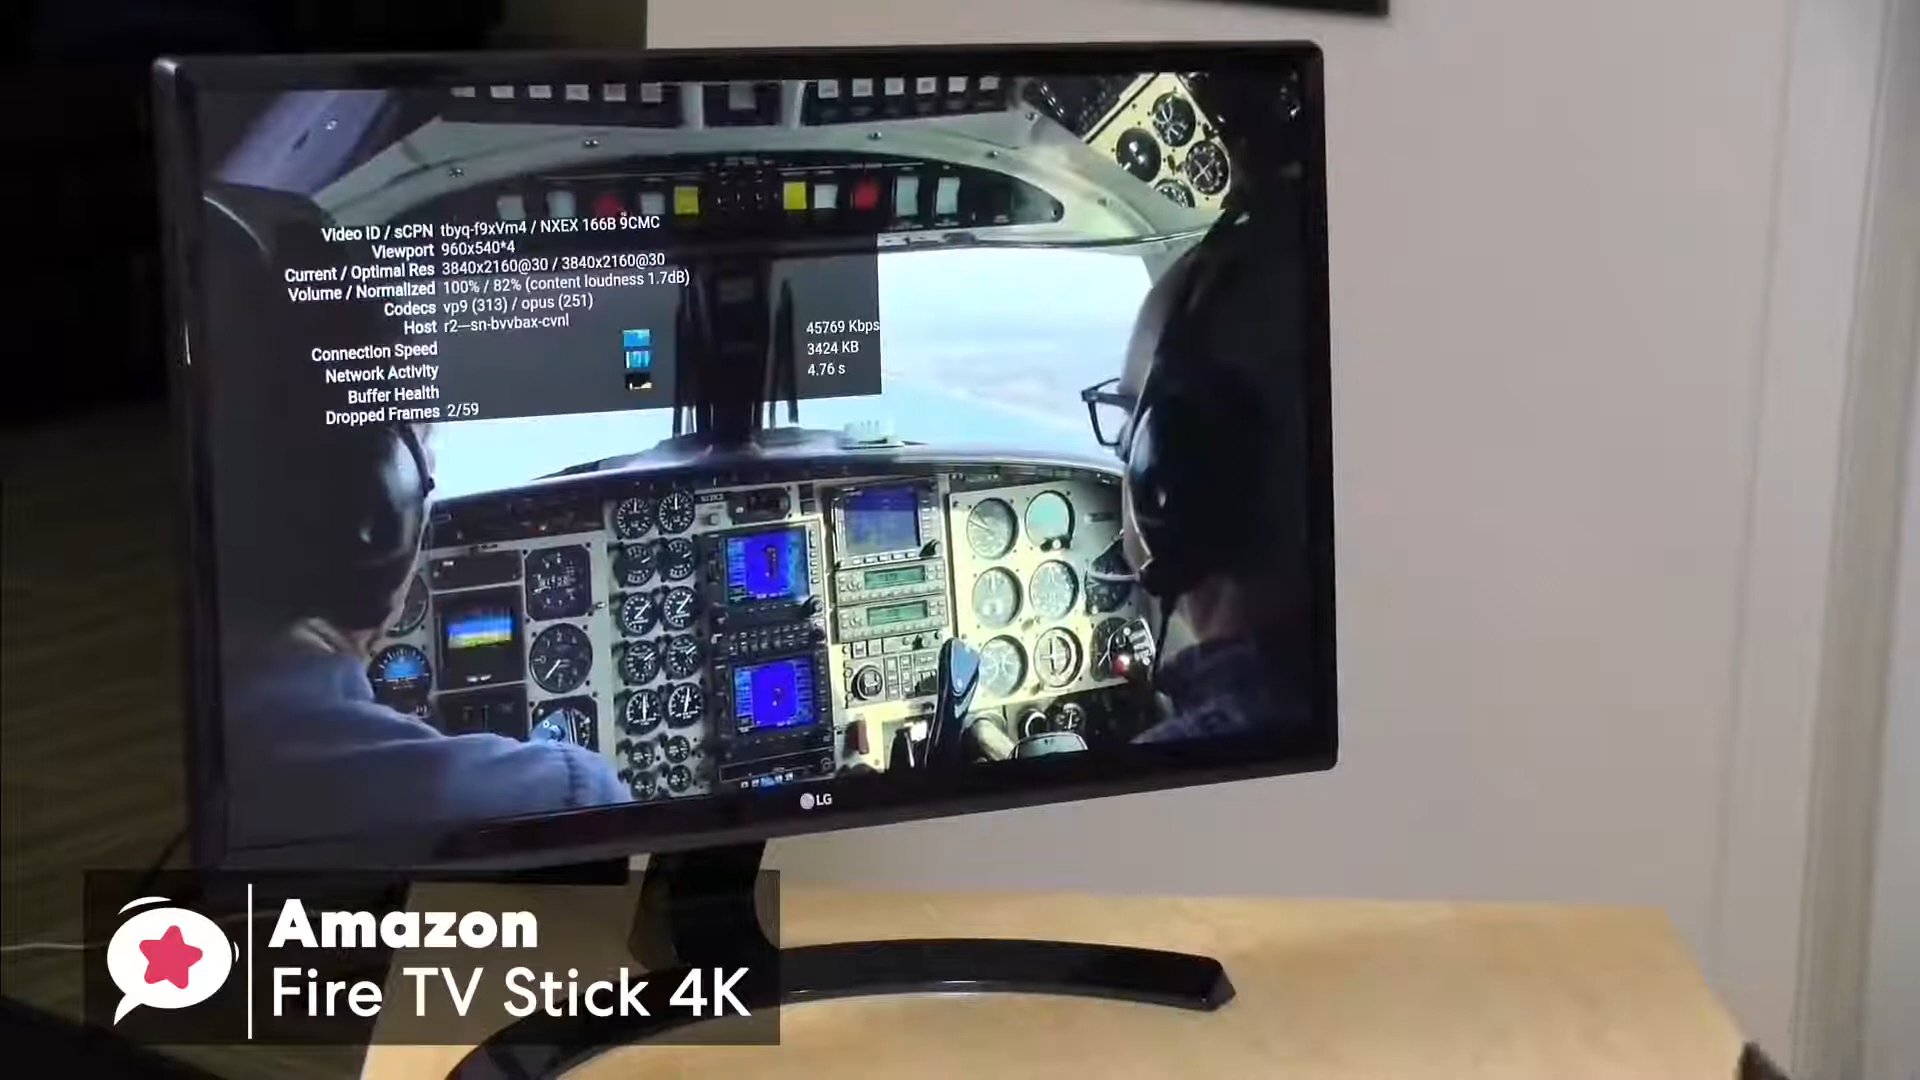 Video ID / sCPN tbyq-f9xVm4 / NXEX 166B 9CMC
Viewport 960x540*4
Current / Optimal Res 3840x2160@30 / 3840x2160@30
Volume / Normalized 100% / 82% (content loudness 1.7dB)
Codecs vp9 (313) / opus (251)
Host r2---sn-bvvbax-cvnl
Connection Speed 45769 Kbps
Network Activity 3424 KB
Buffer Health 4.76 s
Dropped Frames 2/59
LG
Amazon
Fire TV Stick 4K